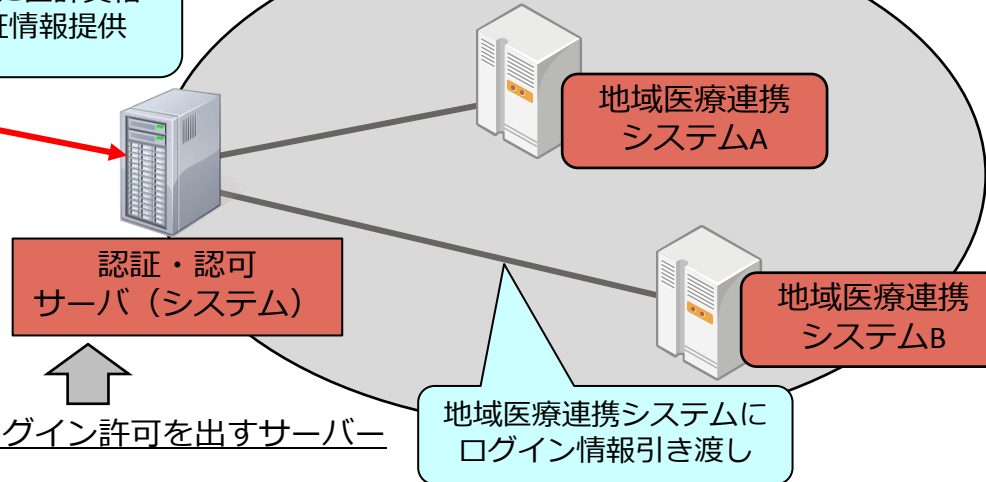 証情報提供
地域医療連携
システムA
認証・認可
サーバ（システム）
地域医療連携
システムB
地域医療連携システムに
ログイン情報引き渡し
グイン許可を出すサーバー